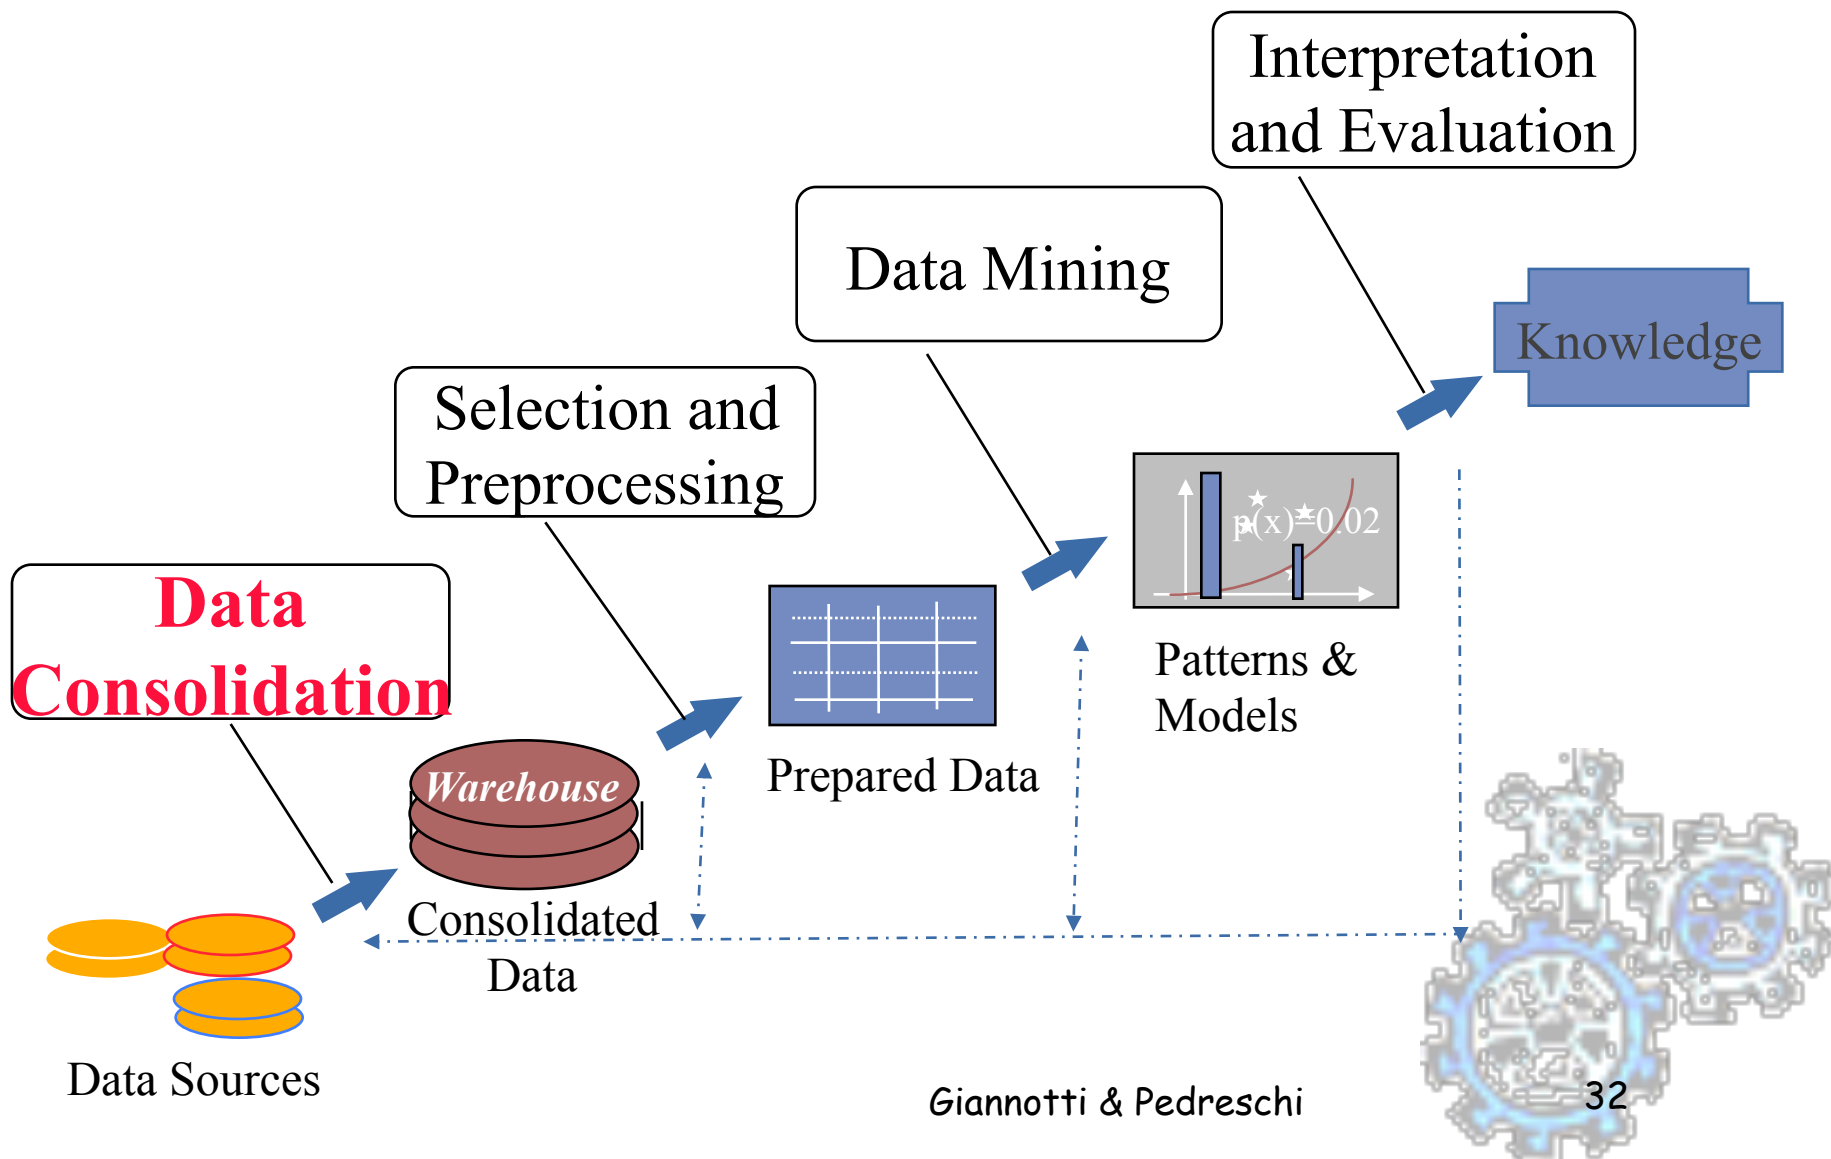 Interpretation
and Evaluation
Data Mining
Knowledge
Selection and
Preprocessing
p(x)=0.02
Data
Consolidation
Patterns &
Models
Warehouse
Prepared Data
Consolidated
Data
Data Sources
Giannotti & Pedreschi
32